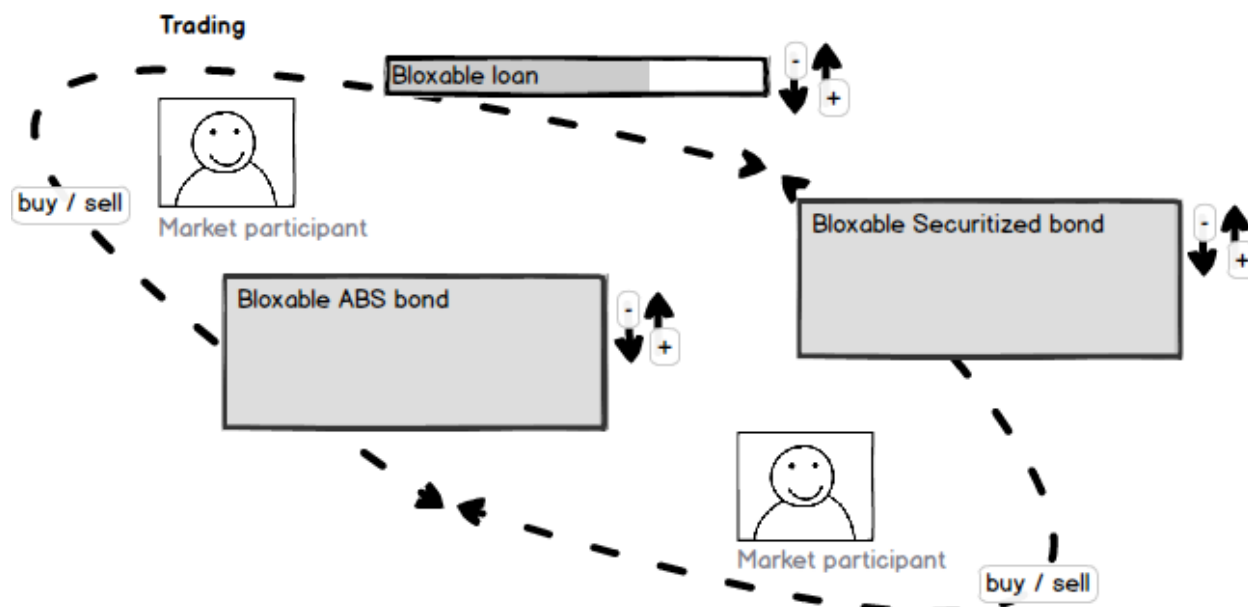 Trading
Bloxable loan
-
+
buy / sell
Market participant
Bloxable Securitized bond
-
+
Bloxable ABS bond
-
+
Market participant
buy / sell